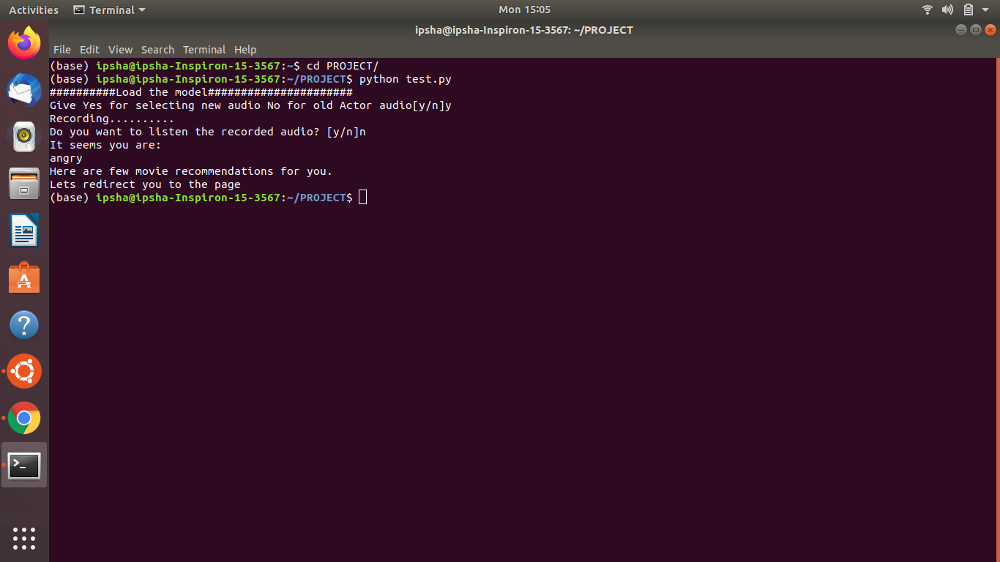 Activities Terminal Mon 15:05
ipsha@ipsha-Inspiron-15-3567: ~/PROJECT
File Edit View Search Terminal Help
(base) ipsha@ipsha-Inspiron-15-3567:~$ cd PROJECT/
(base) ipsha@ipsha-Inspiron-15-3567:~/PROJECT$ python test.py
##########Load the model######################
Give Yes for selecting new audio No for old Actor audio[y/n]y
Recording..........
Do you want to listen the recorded audio? [y/n]n
It seems you are:
angry
Here are few movie recommendations for you.
Lets redirect you to the page
(base) ipsha@ipsha-Inspiron-15-3567:~/PROJECT$